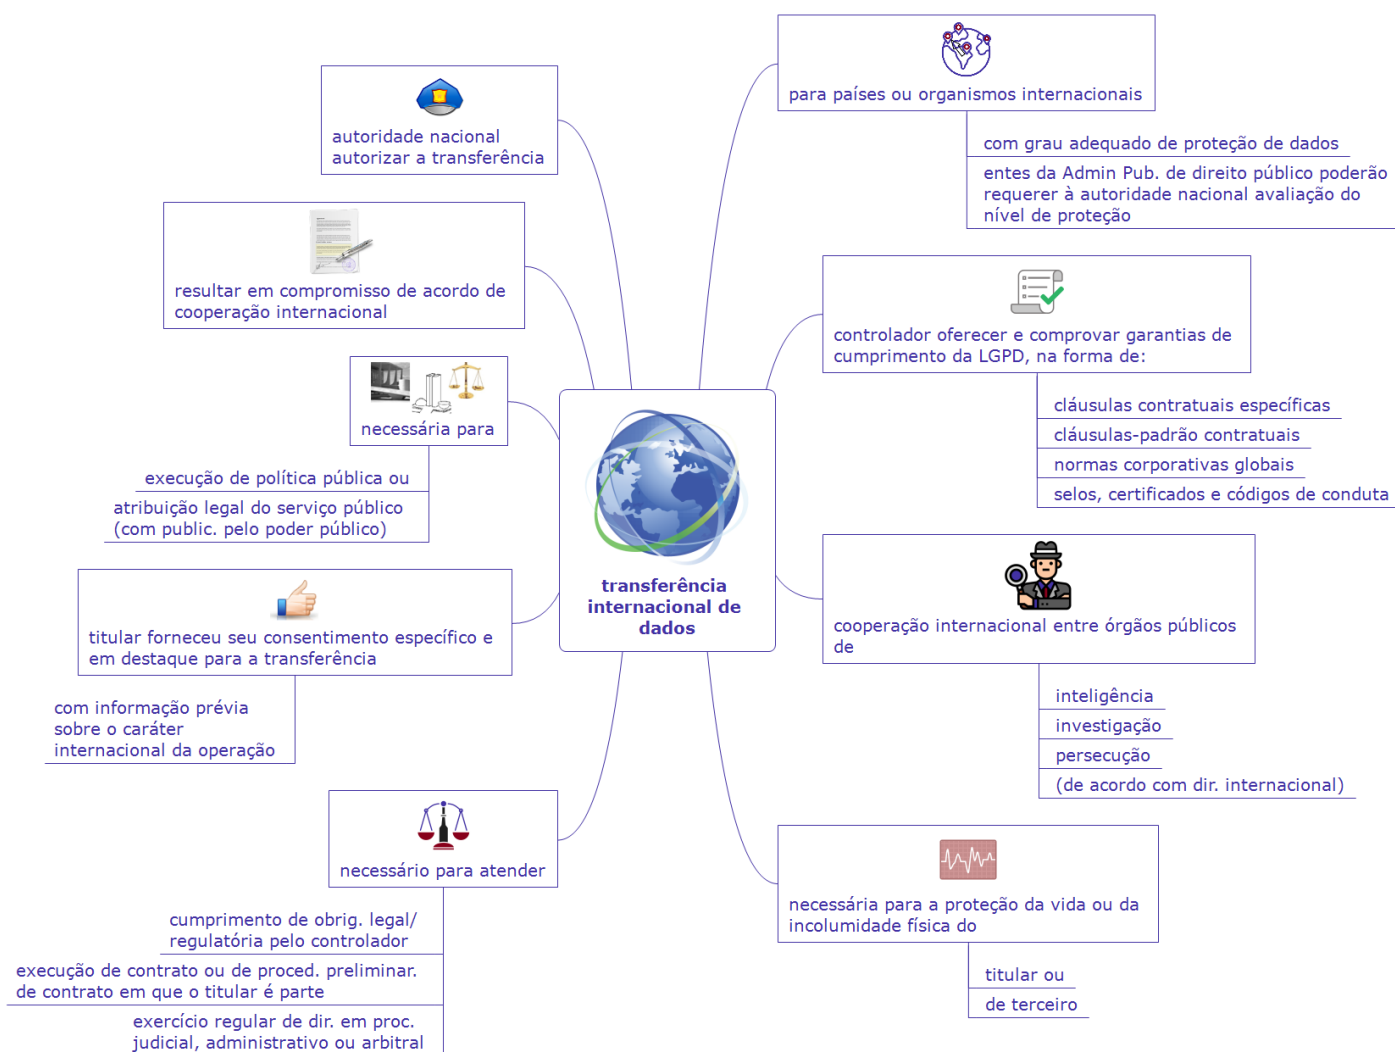 transferência
internacional de
dados
para países ou organismos internacionais
com grau adequado de proteção de dados
entes da Admin Pub. de direito público poderão
requerer à autoridade nacional avaliação do
nível de proteção
controlador oferecer e comprovar garantias de
cumprimento da LGPD, na forma de:
cláusulas contratuais específicas
cláusulas-padrão contratuais
normas corporativas globais
selos, certificados e códigos de conduta
cooperação internacional entre órgãos públicos
de
inteligência
investigação
persecução
(de acordo com dir. internacional)
necessária para a proteção da vida ou da
incolumidade física do
titular ou
de terceiro
autoridade nacional
autorizar a transferência
resultar em compromisso de acordo de
cooperação internacional
necessária para
execução de política pública ou
atribuição legal do serviço público
(com public. pelo poder público)
titular forneceu seu consentimento específico e
em destaque para a transferência
com informação prévia
sobre o caráter
internacional da operação
necessário para atender
cumprimento de obrig. legal/
regulatória pelo controlador
execução de contrato ou de proced. preliminar.
de contrato em que o titular é parte
exercício regular de dir. em proc.
judicial, administrativo ou arbitral